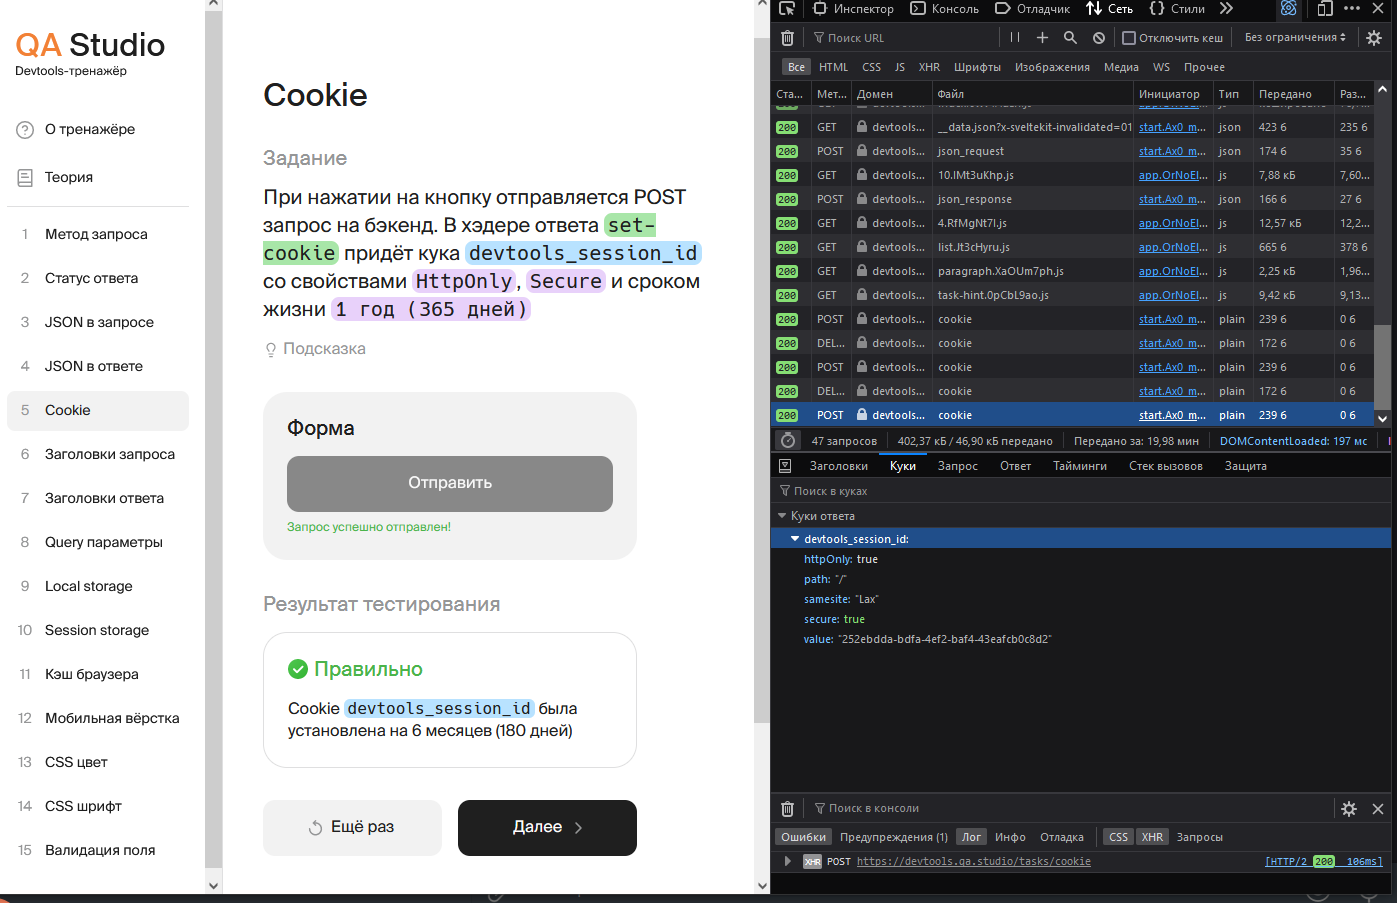 QA Studio
Devtools-тренажёр
О тренажёре
Теория
1 Метод запроса
2 Статус ответа
3 JSON в запросе
4 JSON в ответе
5 Cookie
6 Заголовки запроса
7 Заголовки ответа
8 Query параметры
9 Local storage
10 Session storage
11 Кэш браузера
12 Мобильная вёрстка
13 CSS цвет
14 CSS шрифт
15 Валидация поля
Cookie
Задание
При нажатии на кнопку отправляется POST
запрос на бэкенд. В хэдере ответа set-
cookie придёт кука devtools_session_id
со свойствами HttpOnly, Secure и сроком
жизни 1 год (365 дней)
Подсказка
Форма
Отправить
Запрос успешно отправлен!
Результат тестирования
Правильно
Cookie devtools_session_id была
установлена на 6 месяцев (180 дней)
Ещё раз
Далее
Инспектор Консоль Отладчик Сеть Стили
Поиск URL Отключить кеш Без ограничения
Все HTML CSS JS XHR Шрифты Изображения Медиа WS Прочее
Ста... Мет... Домен Файл Инициатор Тип Передано Раз...
200 GET devtools... __data.json?x-sveltekit-invalidated=01 start.Ax0_m... json 423 б 235 б
200 POST devtools... json_request start.Ax0_m... json 174 б 35 б
200 GET devtools... 10.lMt3uKhp.js app.OrNoEl... js 7,88 кБ 7,60...
200 POST devtools... json_response start.Ax0_m... json 166 б 27 б
200 GET devtools... 4.RfMgNt7l.js app.OrNoEl... js 12,57 кБ 12,2...
200 GET devtools... list.Jt3cHyru.js app.OrNoEl... js 665 б 378 б
200 GET devtools... paragraph.XaOUm7ph.js app.OrNoEl... js 2,25 кБ 1,96...
200 GET devtools... task-hint.0pCbL9ao.js app.OrNoEl... js 9,42 кБ 9,13...
200 POST devtools... cookie start.Ax0_m... plain 239 б 0 б
200 DEL... devtools... cookie start.Ax0_m... plain 172 б 0 б
200 POST devtools... cookie start.Ax0_m... plain 239 б 0 б
200 DEL... devtools... cookie start.Ax0_m... plain 172 б 0 б
200 POST devtools... cookie start.Ax0_m... plain 239 б 0 б
47 запросов 402,37 кБ / 46,90 кБ передано Передано за: 19,98 мин DOMContentLoaded: 197 мс
Заголовки Куки Запрос Ответ Тайминги Стек вызовов Защита
Поиск в куках
Куки ответа
devtools_session_id:
httpOnly: true
path: "/"
samesite: "Lax"
secure: true
value: "252ebdda-bdfa-4ef2-baf4-43eafcb0c8d2"
Поиск в консоли
Ошибки Предупреждения (1) Лог Инфо Отладка CSS XHR Запросы
XHR POST https://devtools.qa.studio/tasks/cookie [HTTP/2 200 106ms]